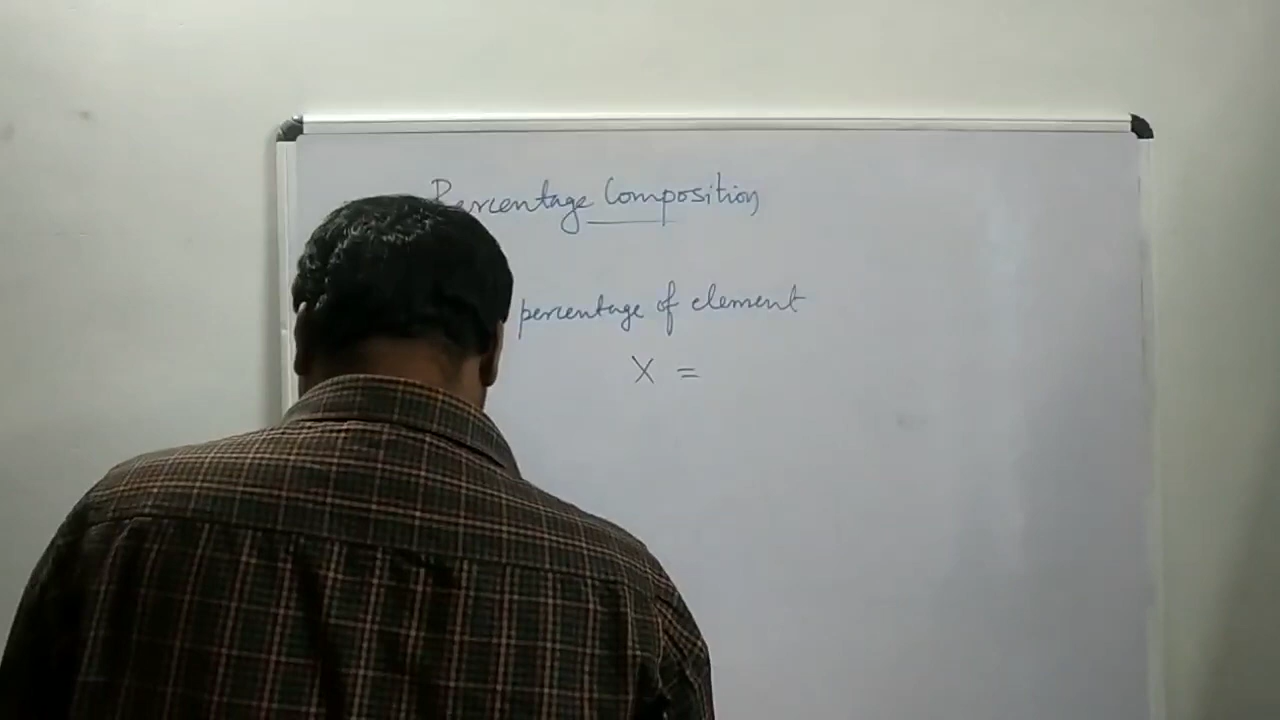 Percentage Composition
percentage of element
X =